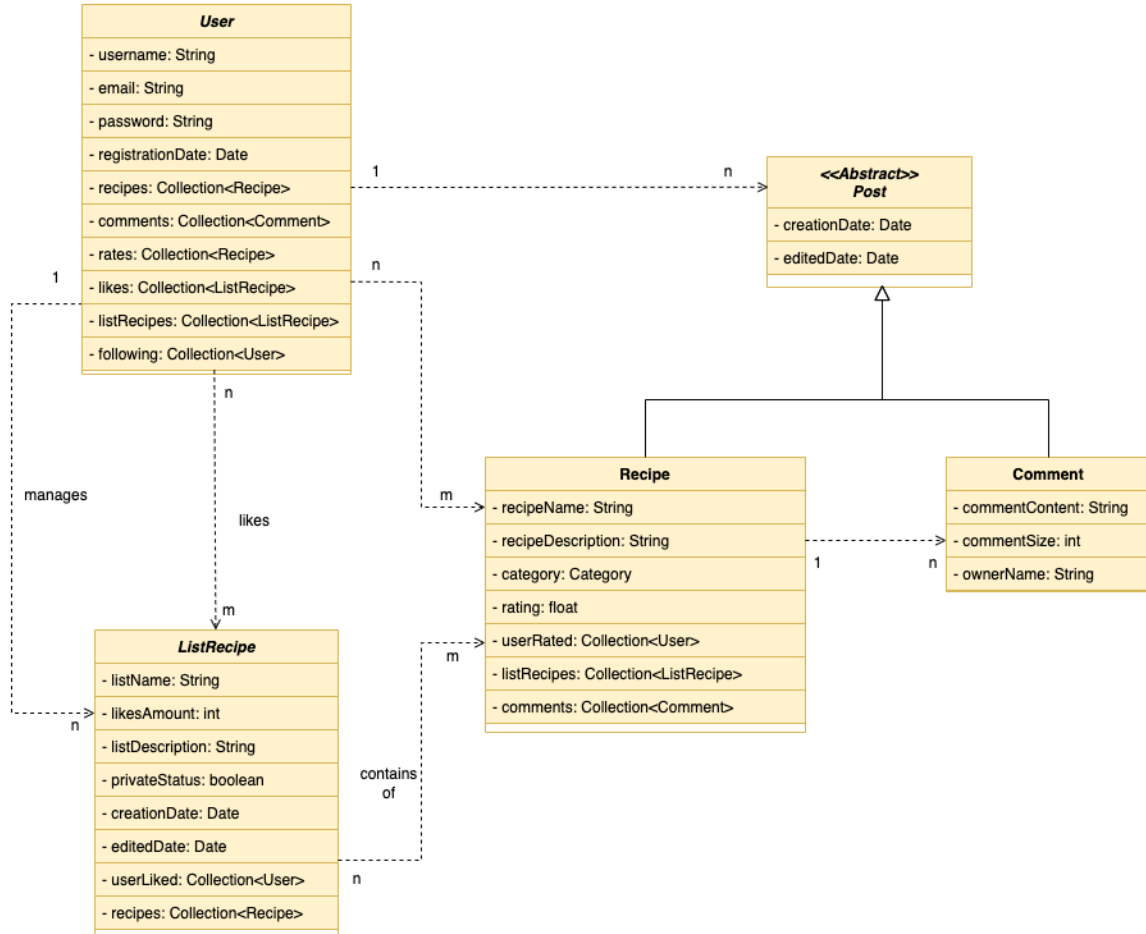 User
- username: String
- email: String
- password: String
- registrationDate: Date
- recipes: Collection<Recipe>
- comments: Collection<Comment>
- rates: Collection<Recipe>
- likes: Collection<ListRecipe>
- listRecipes: Collection<ListRecipe>
- following: Collection<User>
1
n
<<Abstract>>
Post
- creationDate: Date
- editedDate: Date
n
1
n
manages
likes
m
m
Recipe
- recipeName: String
- recipeDescription: String
- category: Category
- rating: float
- userRated: Collection<User>
- listRecipes: Collection<ListRecipe>
- comments: Collection<Comment>
Comment
- commentContent: String
- commentSize: int
- ownerName: String
1
n
m
n
ListRecipe
- listName: String
- likesAmount: int
- listDescription: String
- privateStatus: boolean
- creationDate: Date
- editedDate: Date
- userLiked: Collection<User>
- recipes: Collection<Recipe>
contains
of
n